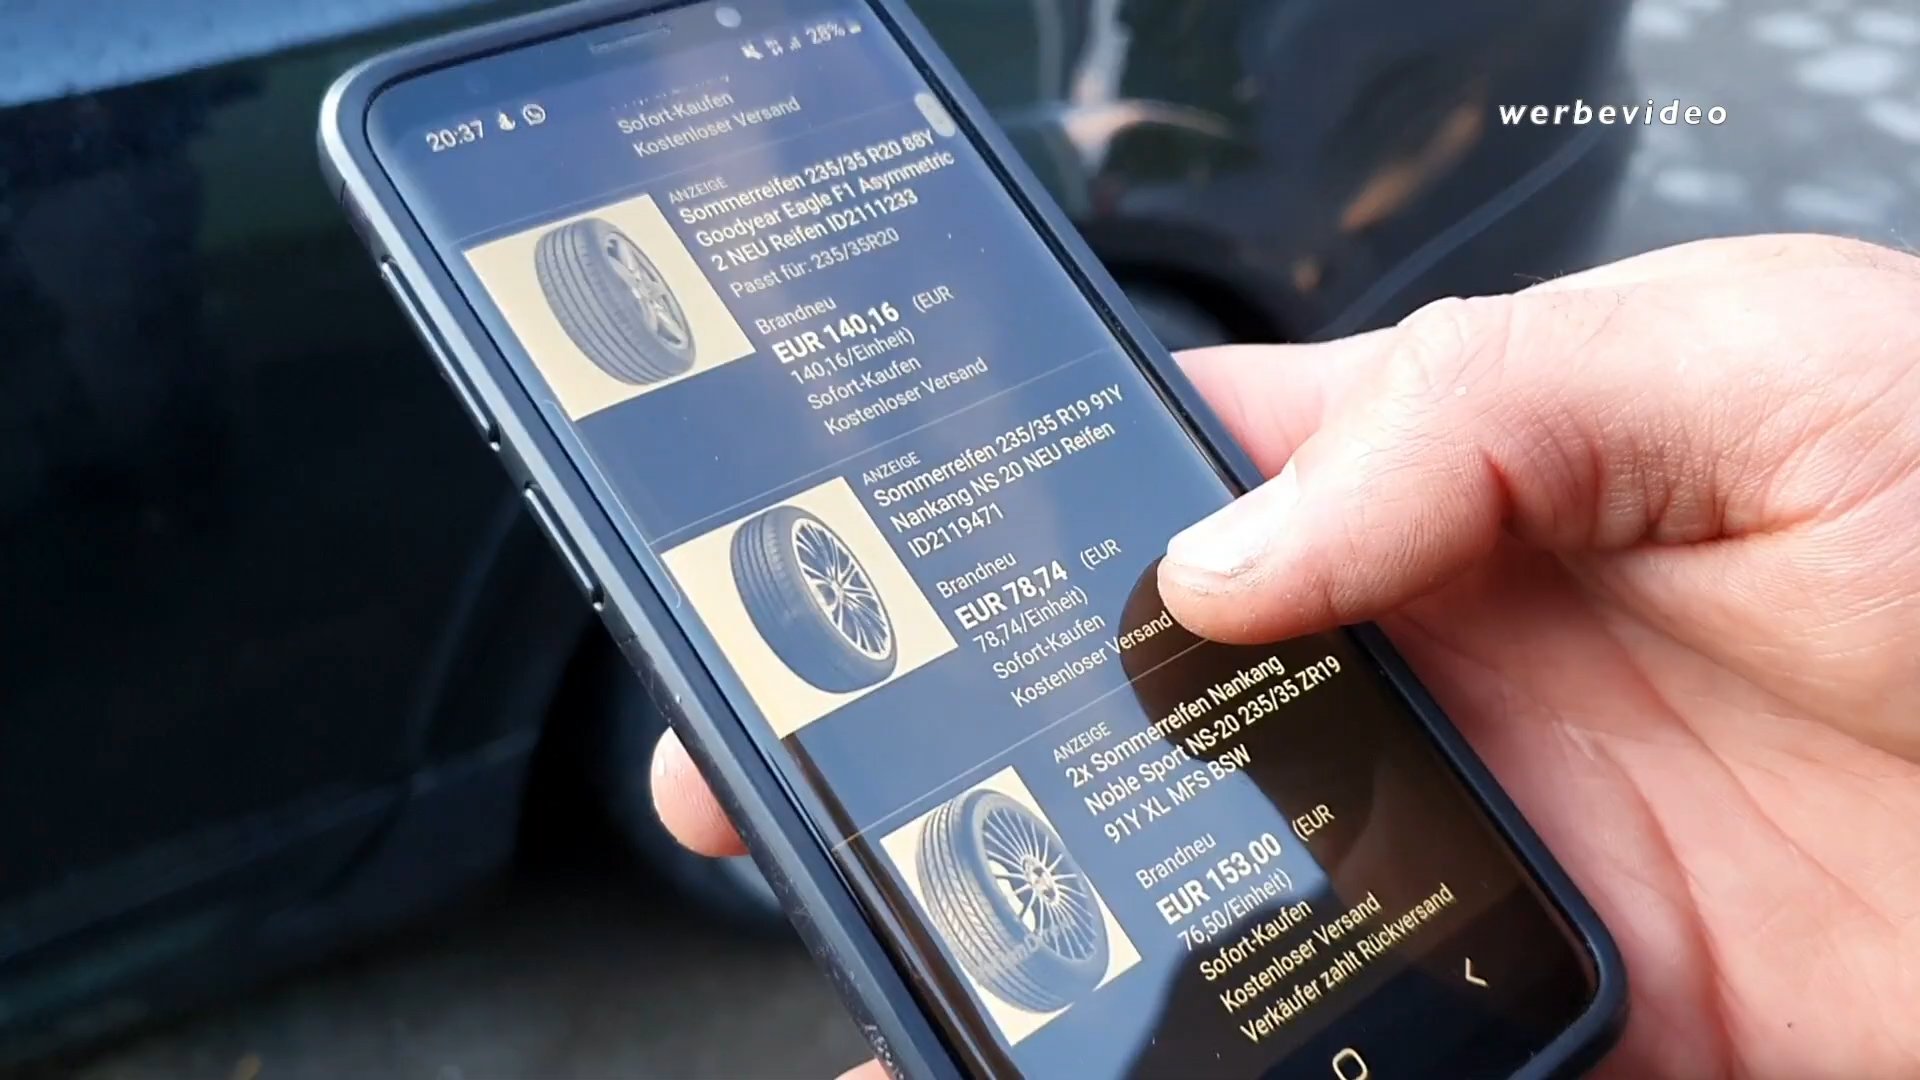 werbevideo
20:37
28%
Sofort-Kaufen
Kostenloser Versand
ANZEIGE
Sommerreifen 235/35 R20 88Y
Goodyear Eagle F1 Asymmetric
2 NEU Reifen ID2111233
Passt für: 235/35R20
Brandneu
EUR 140,16 (EUR
140,16/Einheit)
Sofort-Kaufen
Kostenloser Versand
ANZEIGE
Sommerreifen 235/35 R19 91Y
Nankang NS 20 NEU Reifen
ID2119471
Brandneu
EUR 78,74 (EUR
78,74/Einheit)
Sofort-Kaufen
Kostenloser Versand
ANZEIGE
2x Sommerreifen Nankang
Noble Sport NS-20 235/35 ZR19
91Y XL MFS BSW
Brandneu
EUR 153,00 (EUR
76,50/Einheit)
Sofort-Kaufen
Kostenloser Versand
Verkäufer zahlt Rückversand